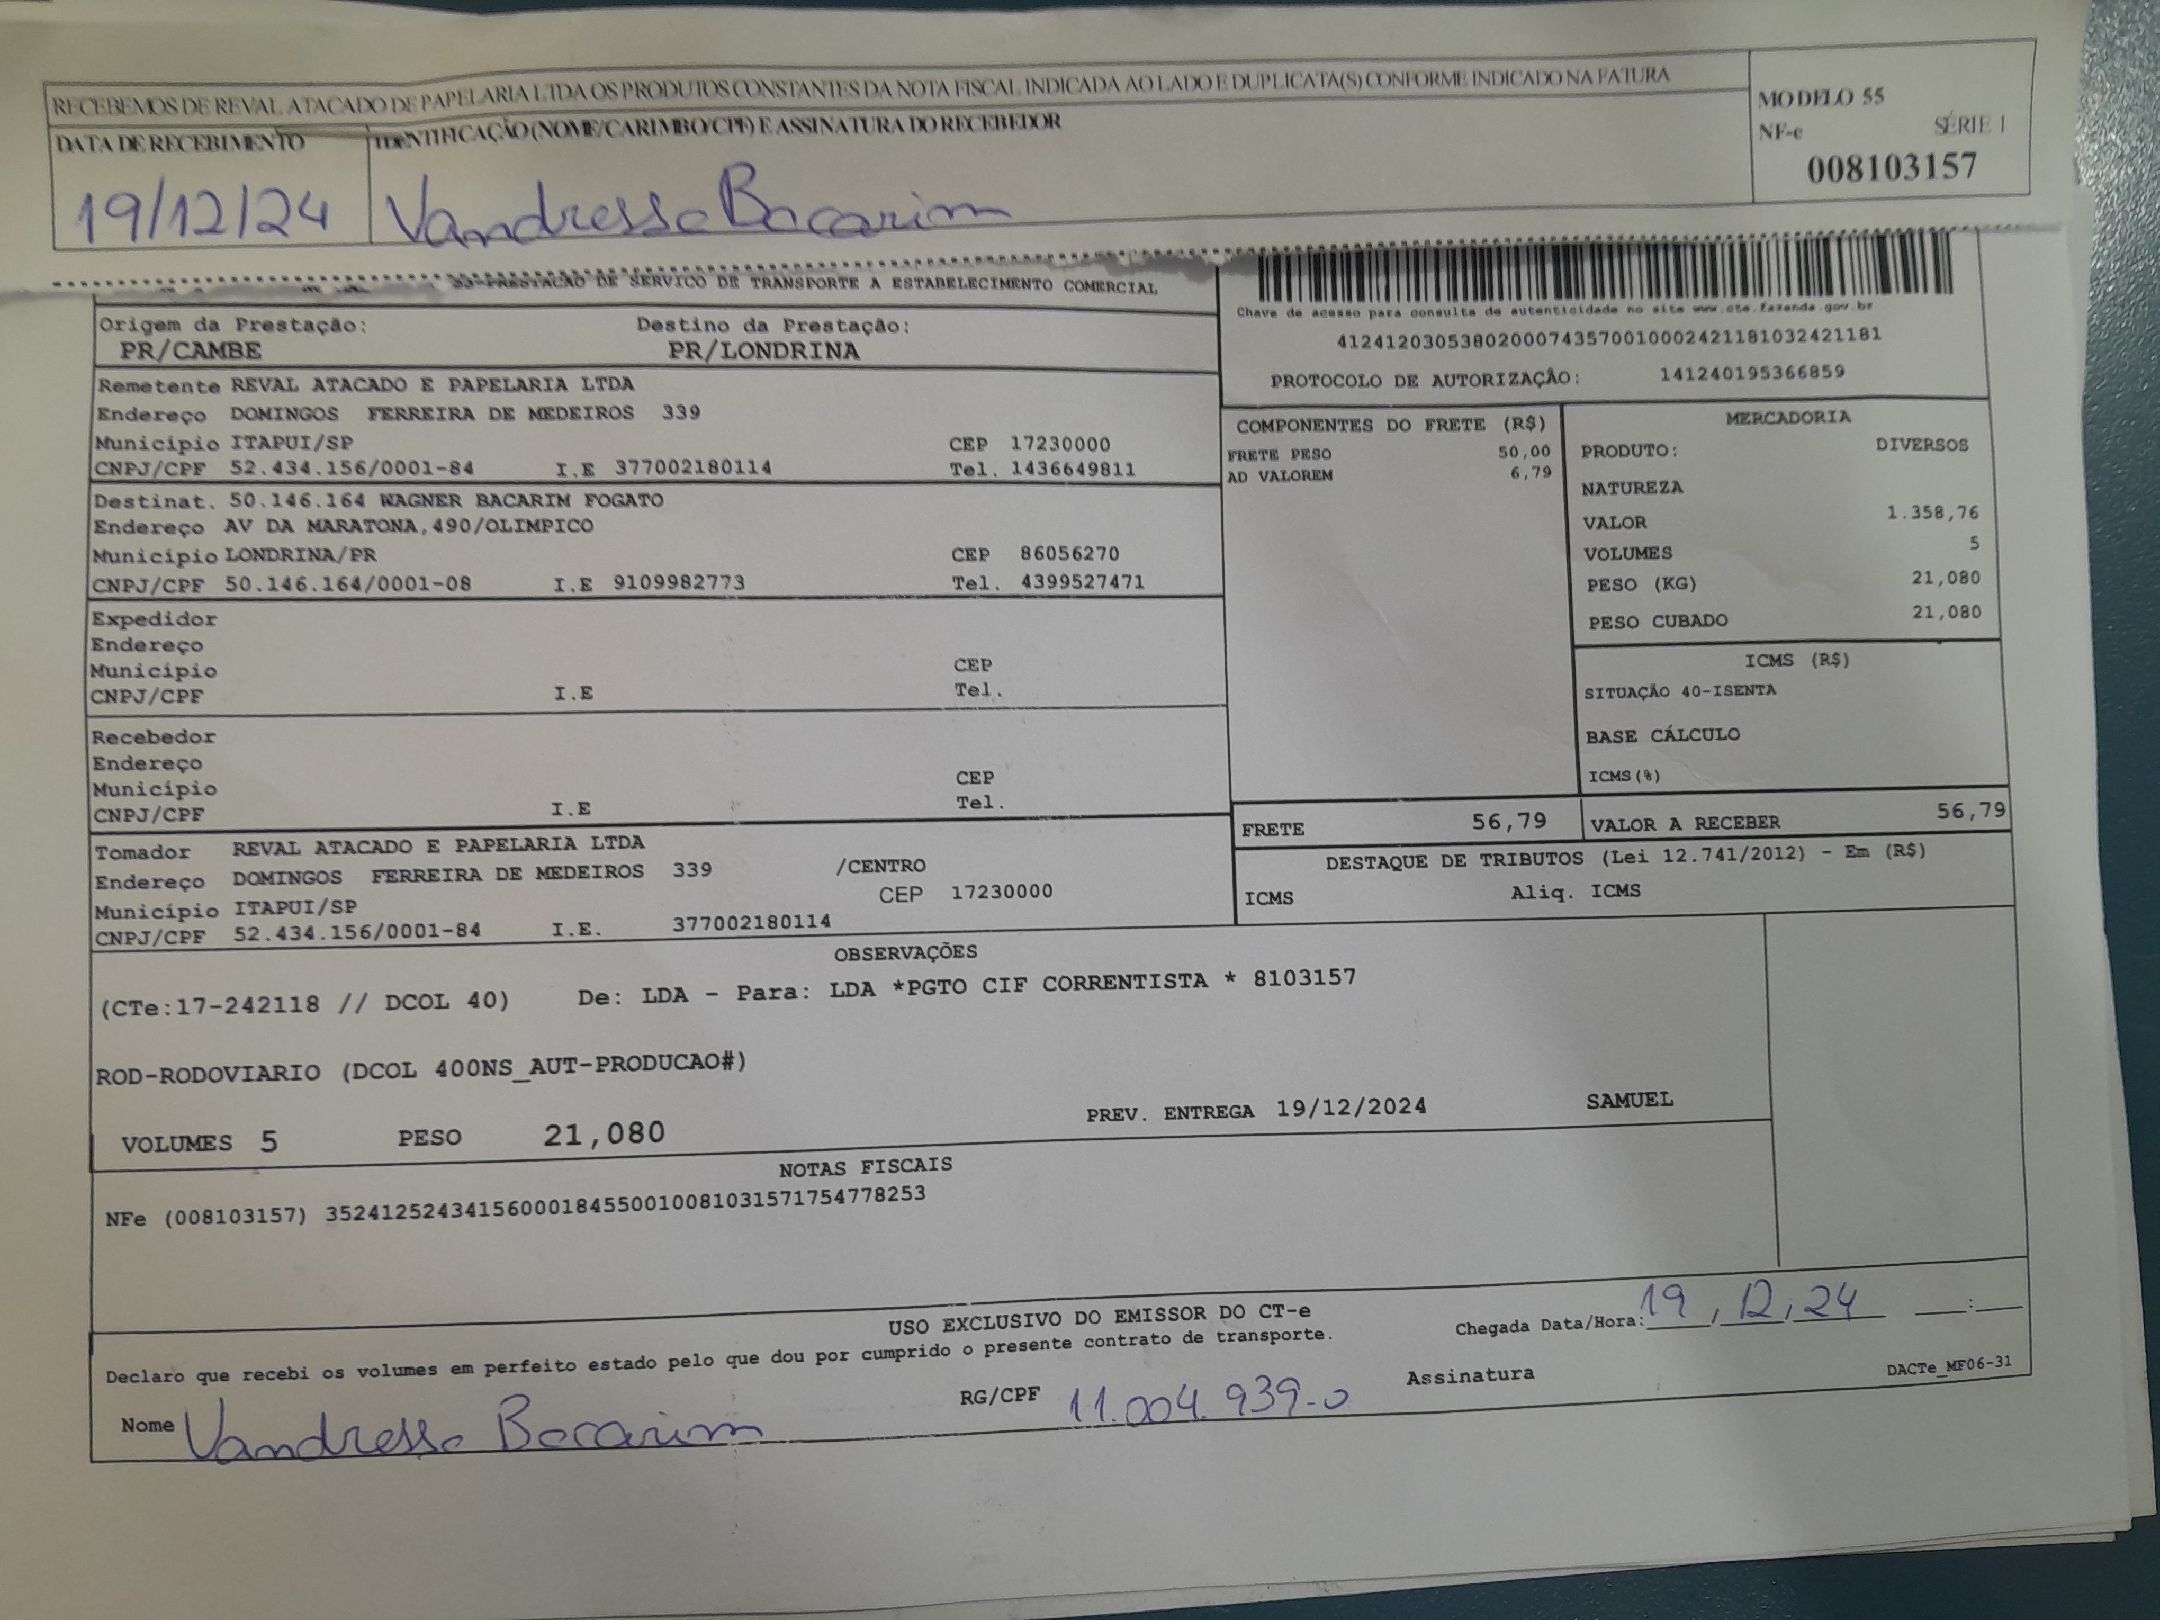 RECEBEMOS DE REVAL ATACADO DE PAPELARIA LTDA OS PRODUTOS CONSTANTES DA NOTA FISCAL INDICADA AO LADO E DUPLICATA(S) CONFORME INDICADO NA FATURA
DATA DE RECEBIMENTO IDENTIFICAÇÃO (NOME/CARIMBO/CPF) E ASSINATURA DO RECEBEDOR
19/12/24 Vandressa Bacarim
MODELO 55
NF-e SÉRIE 1
008103157
PRESTACAO DE SERVICO DE TRANSPORTE A ESTABELECIMENTO COMERCIAL
Origem da Prestação: Destino da Prestação:
PR/CAMBE PR/LONDRINA
Chave de acesso para consulta de autenticidade no site www.cte.fazenda.gov.br
41241203053802000743570010002421181032421181
PROTOCOLO DE AUTORIZAÇÃO: 141240195366859
Remetente REVAL ATACADO E PAPELARIA LTDA
Endereço DOMINGOS FERREIRA DE MEDEIROS 339
Município ITAPUI/SP CEP 17230000
CNPJ/CPF 52.434.156/0001-84 I.E 377002180114 Tel. 1436649811
Destinat. 50.146.164 WAGNER BACARIM FOGATO
Endereço AV DA MARATONA,490/OLIMPICO
Município LONDRINA/PR CEP 86056270
CNPJ/CPF 50.146.164/0001-08 I.E 9109982773 Tel. 4399527471
Expedidor
Endereço
Município CEP
CNPJ/CPF I.E Tel.
Recebedor
Endereço
Município CEP
CNPJ/CPF I.E Tel.
Tomador REVAL ATACADO E PAPELARIA LTDA
Endereço DOMINGOS FERREIRA DE MEDEIROS 339 /CENTRO
Município ITAPUI/SP CEP 17230000
CNPJ/CPF 52.434.156/0001-84 I.E. 377002180114
COMPONENTES DO FRETE (R$)
FRETE PESO 50,00
AD VALOREM 6,79
MERCADORIA
PRODUTO: DIVERSOS
NATUREZA
VALOR 1.358,76
VOLUMES 5
PESO (KG) 21,080
PESO CUBADO 21,080
ICMS (R$)
SITUAÇÃO 40-ISENTA
BASE CÁLCULO
ICMS(%)
FRETE 56,79 VALOR A RECEBER 56,79
DESTAQUE DE TRIBUTOS (Lei 12.741/2012) - Em (R$)
ICMS Aliq. ICMS
OBSERVAÇÕES
(CTe:17-242118 // DCOL 40) De: LDA - Para: LDA *PGTO CIF CORRENTISTA * 8103157
ROD-RODOVIARIO (DCOL 400NS_AUT-PRODUCAO#)
VOLUMES 5 PESO 21,080 PREV. ENTREGA 19/12/2024 SAMUEL
NOTAS FISCAIS
NFe (008103157) 35241252434156000184550010081031571754778253
USO EXCLUSIVO DO EMISSOR DO CT-e
Declaro que recebi os volumes em perfeito estado pelo que dou por cumprido o presente contrato de transporte.
Chegada Data/Hora: 19,12,24 __:__
Nome Vandressa Bacarim RG/CPF 11.004.939-0 Assinatura
DACTe_MF06-31